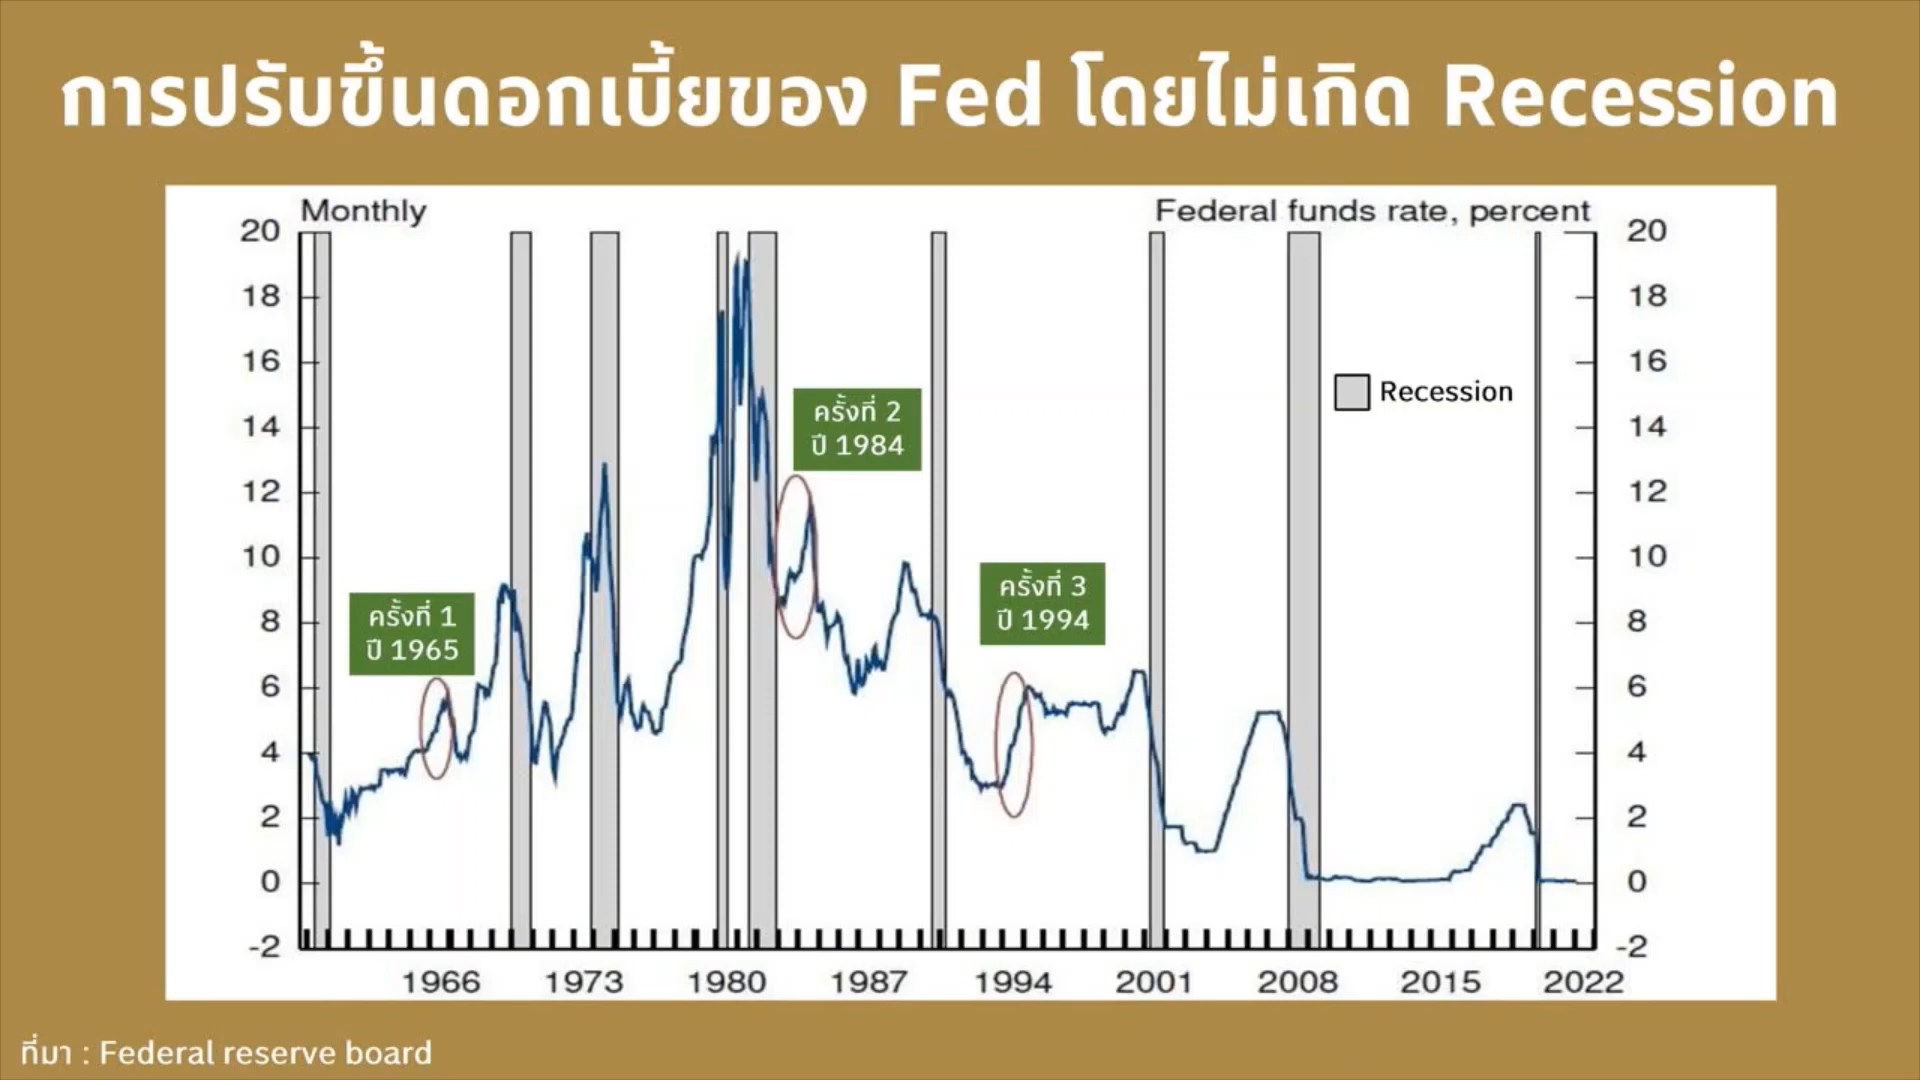 การปรับขึ้นดอกเบี้ยของ Fed โดยไม่เกิด Recession
Monthly
Federal funds rate, percent
20 20
18 18
16 16
14 14
12 12
10 10
8 8
6 6
4 4
2 2
0 0
-2 -2
Recession
ครั้งที่ 1
ปี 1965
ครั้งที่ 2
ปี 1984
ครั้งที่ 3
ปี 1994
1966 1973 1980 1987 1994 2001 2008 2015 2022
ที่มา : Federal reserve board